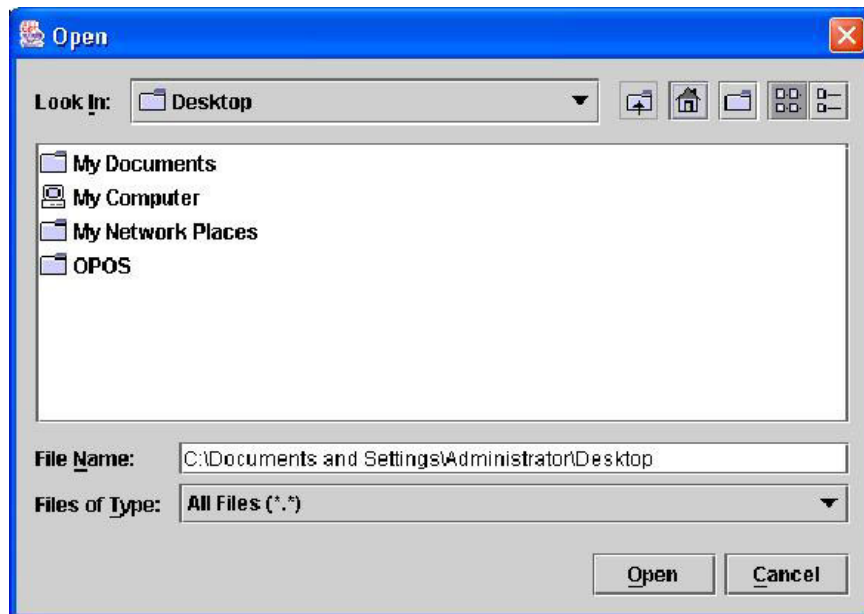 Open
Look In: Desktop
My Documents
My Computer
My Network Places
OPOS
File Name: C:\Documents and Settings\Administrator\Desktop
Files of Type: All Files (*.*)
Open Cancel